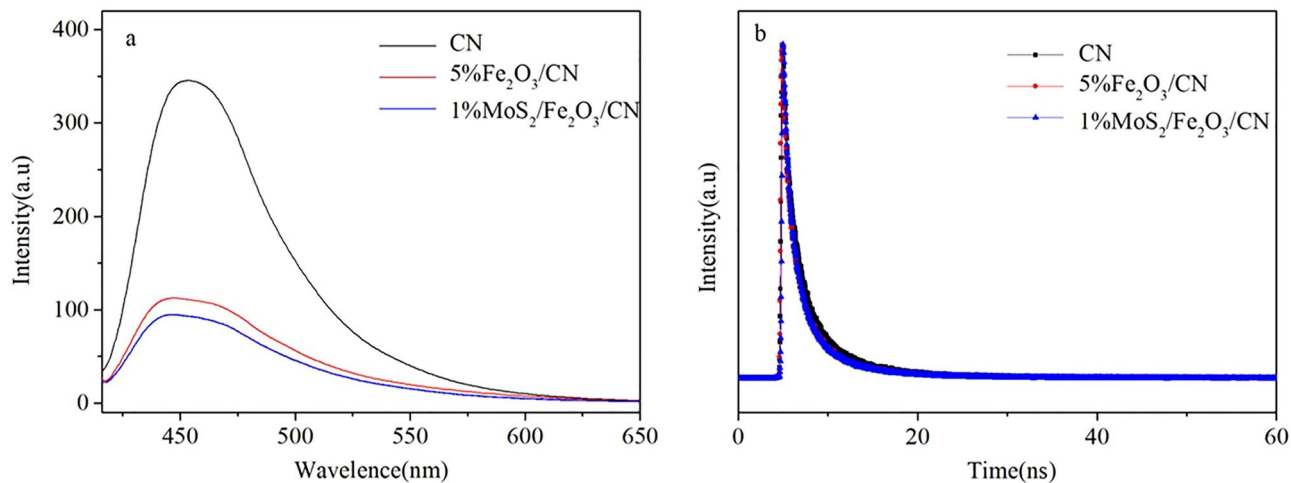 a
CN
5%Fe₂O₃/CN
1%MoS₂/Fe₂O₃/CN
400
300
200
100
0
Intensity(a.u)
450
500
550
600
650
Wavelence(nm)
b
CN
5%Fe₂O₃/CN
1%MoS₂/Fe₂O₃/CN
Intensity(a.u)
0
20
40
60
Time(ns)